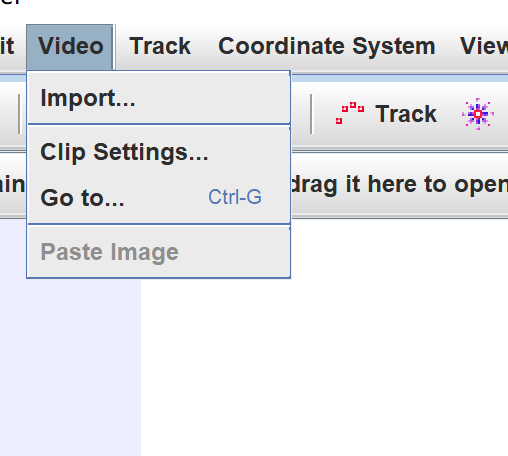 it Video Track Coordinate System View
Import...
Track
Clip Settings...
drag it here to open
Go to... Ctrl-G
Paste Image